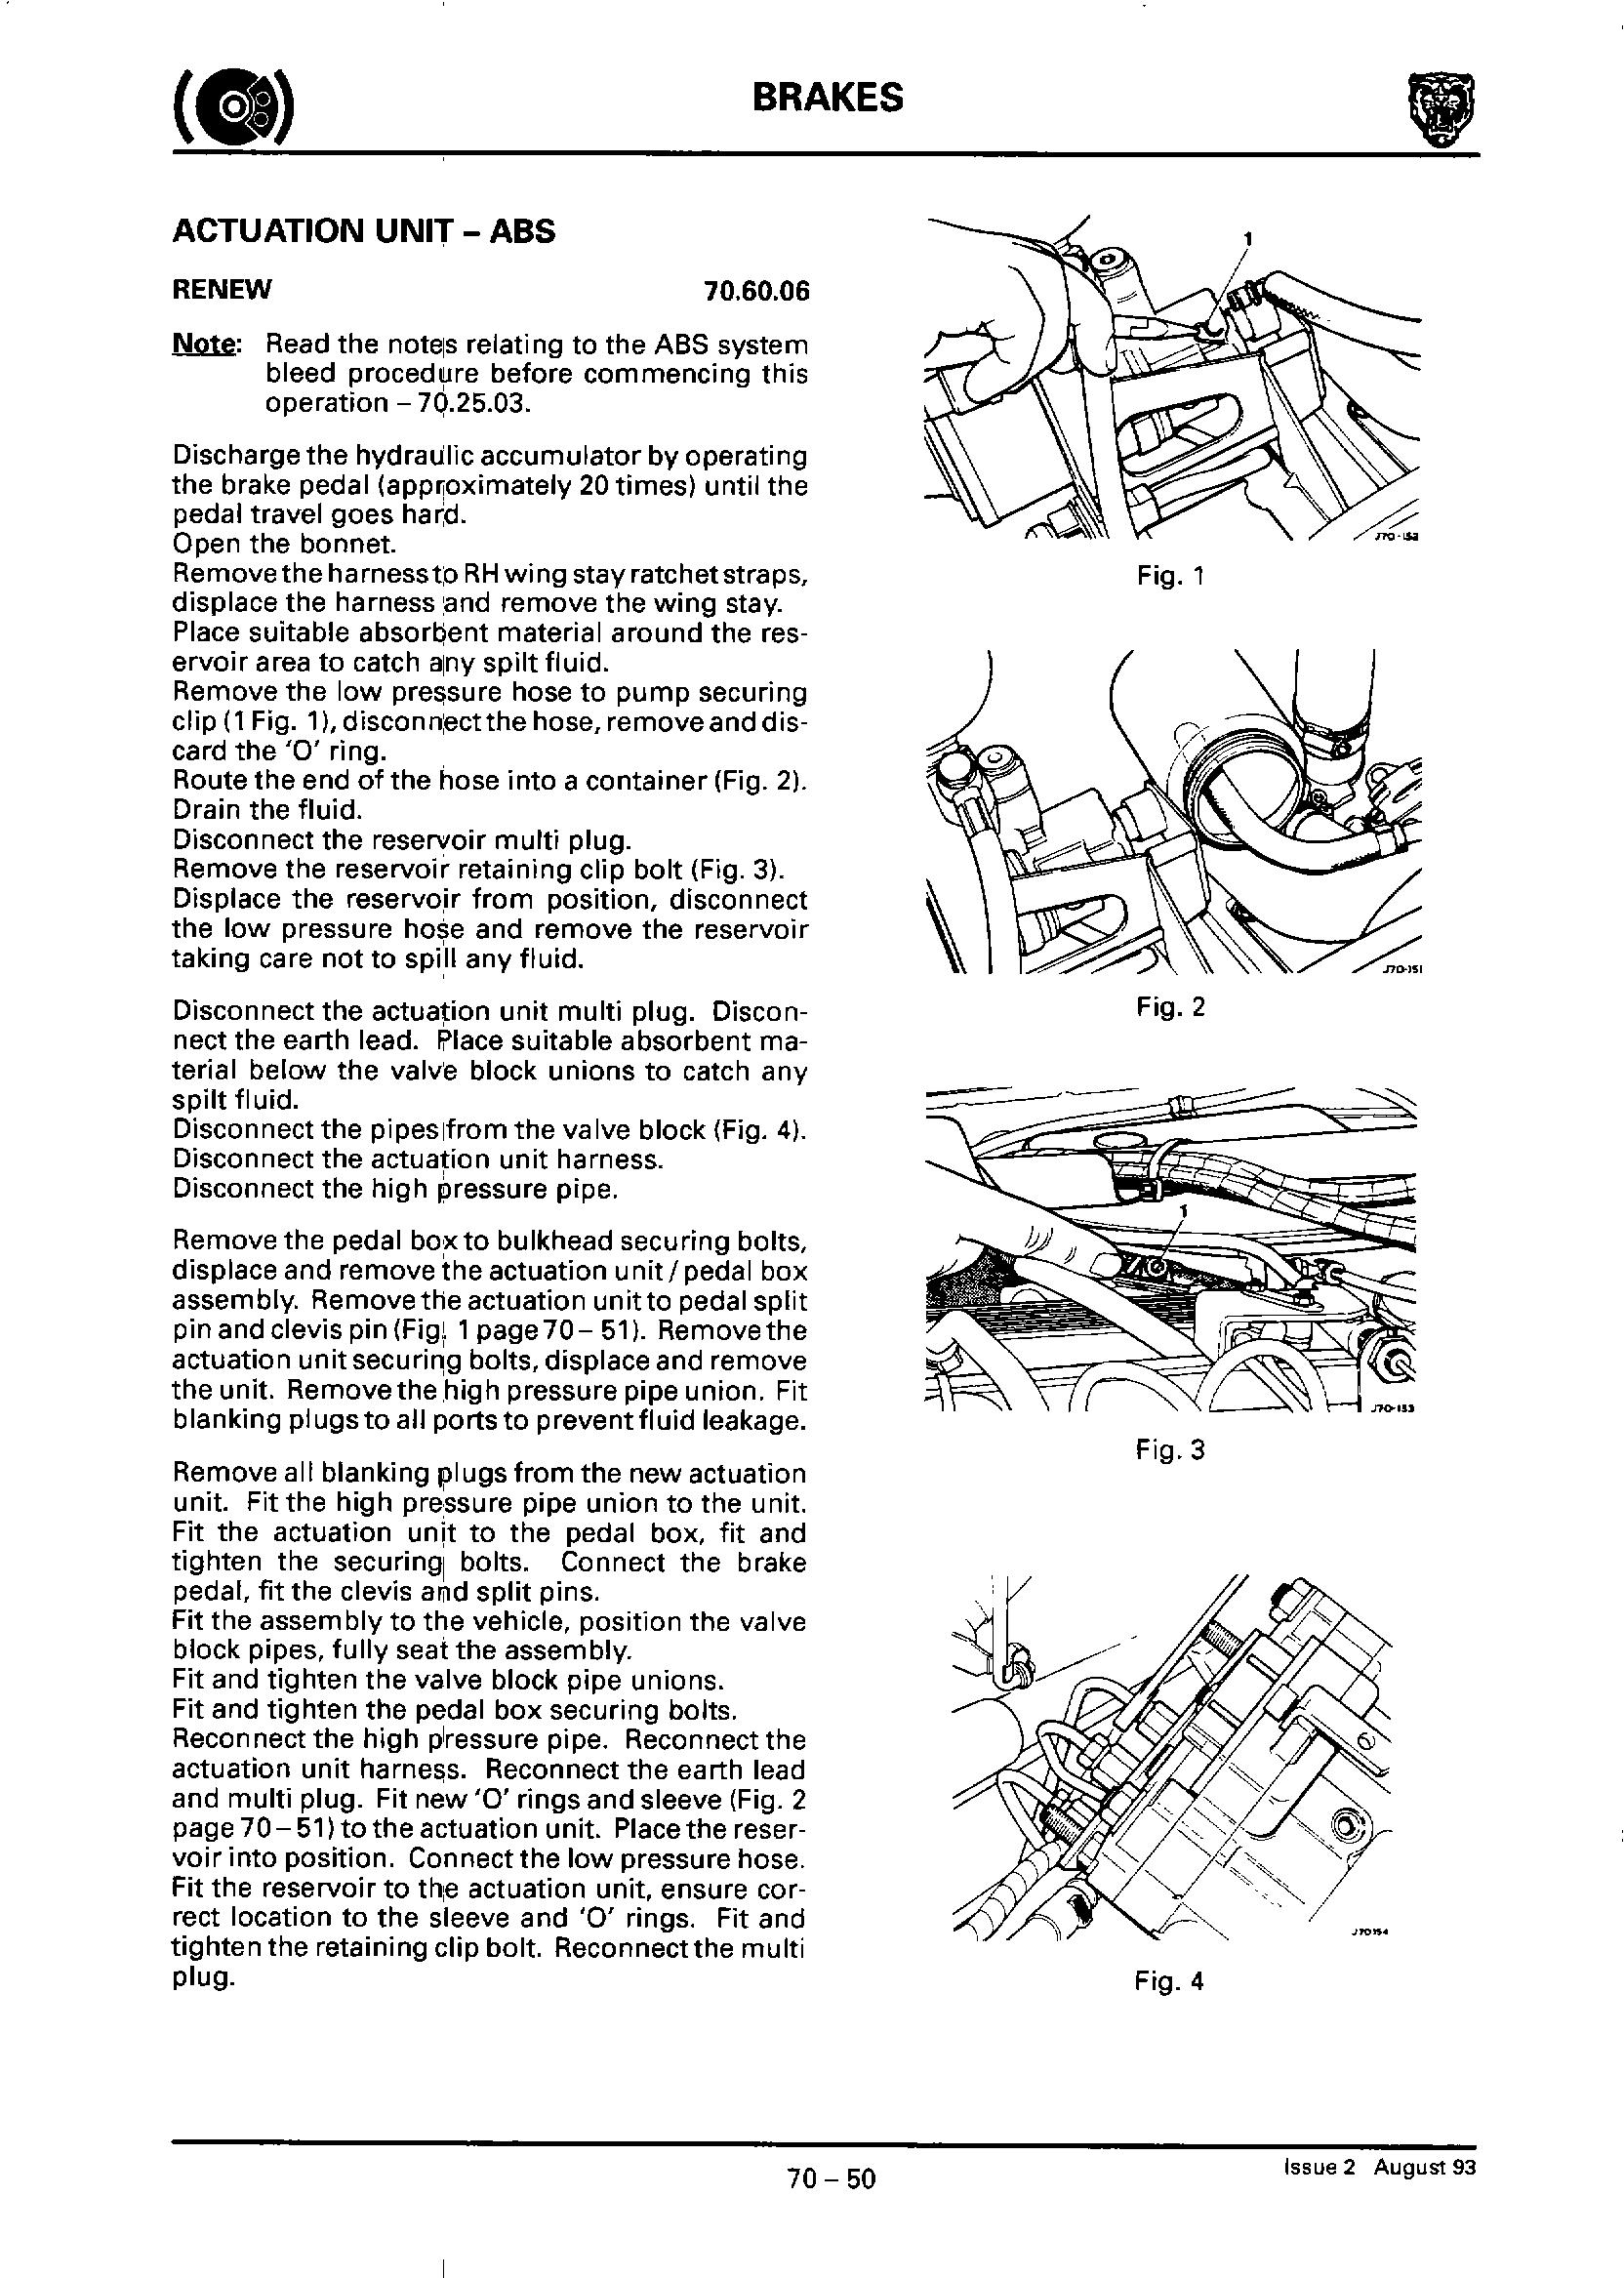 BRAKES
ACTUATION UNIT – ABS
RENEW 70.60.06
Note: Read the notes relating to the ABS system
bleed procedure before commencing this
operation – 70.25.03.
Discharge the hydraulic accumulator by operating
the brake pedal (approximately 20 times) until the
pedal travel goes hard.
Open the bonnet.
Remove the harness to RH wing stay ratchet straps,
displace the harness and remove the wing stay.
Place suitable absorbent material around the res-
ervoir area to catch any spilt fluid.
Remove the low pressure hose to pump securing
clip (1 Fig. 1), disconnect the hose, remove and dis-
card the 'O' ring.
Route the end of the hose into a container (Fig. 2).
Drain the fluid.
Disconnect the reservoir multi plug.
Remove the reservoir retaining clip bolt (Fig. 3).
Displace the reservoir from position, disconnect
the low pressure hose and remove the reservoir
taking care not to spill any fluid.
Disconnect the actuation unit multi plug. Discon-
nect the earth lead. Place suitable absorbent ma-
terial below the valve block unions to catch any
spilt fluid.
Disconnect the pipes from the valve block (Fig. 4).
Disconnect the actuation unit harness.
Disconnect the high pressure pipe.
Remove the pedal box to bulkhead securing bolts,
displace and remove the actuation unit / pedal box
assembly. Remove the actuation unit to pedal split
pin and clevis pin (Fig. 1 page 70 – 51). Remove the
actuation unit securing bolts, displace and remove
the unit. Remove the high pressure pipe union. Fit
blanking plugs to all ports to prevent fluid leakage.
Remove all blanking plugs from the new actuation
unit. Fit the high pressure pipe union to the unit.
Fit the actuation unit to the pedal box, fit and
tighten the securing bolts. Connect the brake
pedal, fit the clevis and split pins.
Fit the assembly to the vehicle, position the valve
block pipes, fully seat the assembly.
Fit and tighten the valve block pipe unions.
Fit and tighten the pedal box securing bolts.
Reconnect the high pressure pipe. Reconnect the
actuation unit harness. Reconnect the earth lead
and multi plug. Fit new 'O' rings and sleeve (Fig. 2
page 70 – 51) to the actuation unit. Place the reser-
voir into position. Connect the low pressure hose.
Fit the reservoir to the actuation unit, ensure cor-
rect location to the sleeve and 'O' rings. Fit and
tighten the retaining clip bolt. Reconnect the multi
plug.
1
J70-152
Fig. 1
J70-151
Fig. 2
1
J70-153
Fig. 3
J70154
Fig. 4
70 – 50
Issue 2 August 93